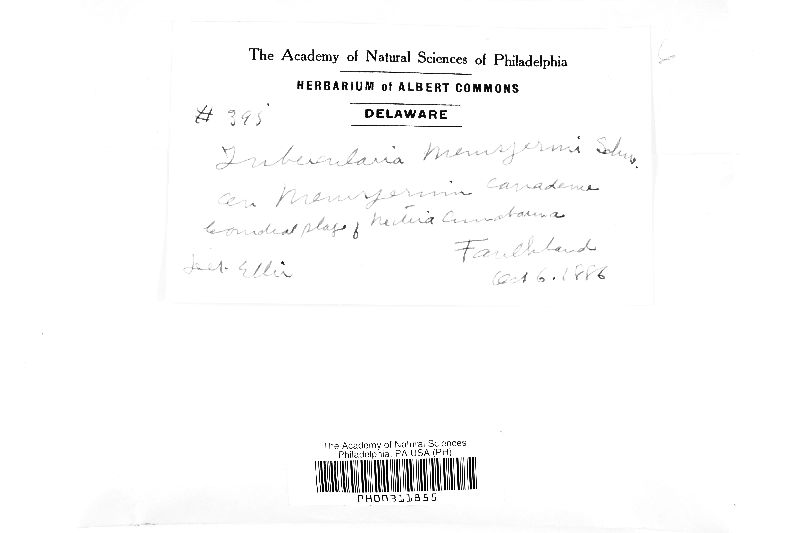 The Academy of Natural Sciences of Philadelphia
HERBARIUM of ALBERT COMMONS
DELAWARE
# 395
Tubercularia Menispermi Schw.
on Menispermum Canadense
Conidial stage of Nectria Cinnabarina
Det. Ellis
Faulkland
Oct 6. 1886
The Academy of Natural Sciences
Philadelphia, PA USA (PH)
PH00311855